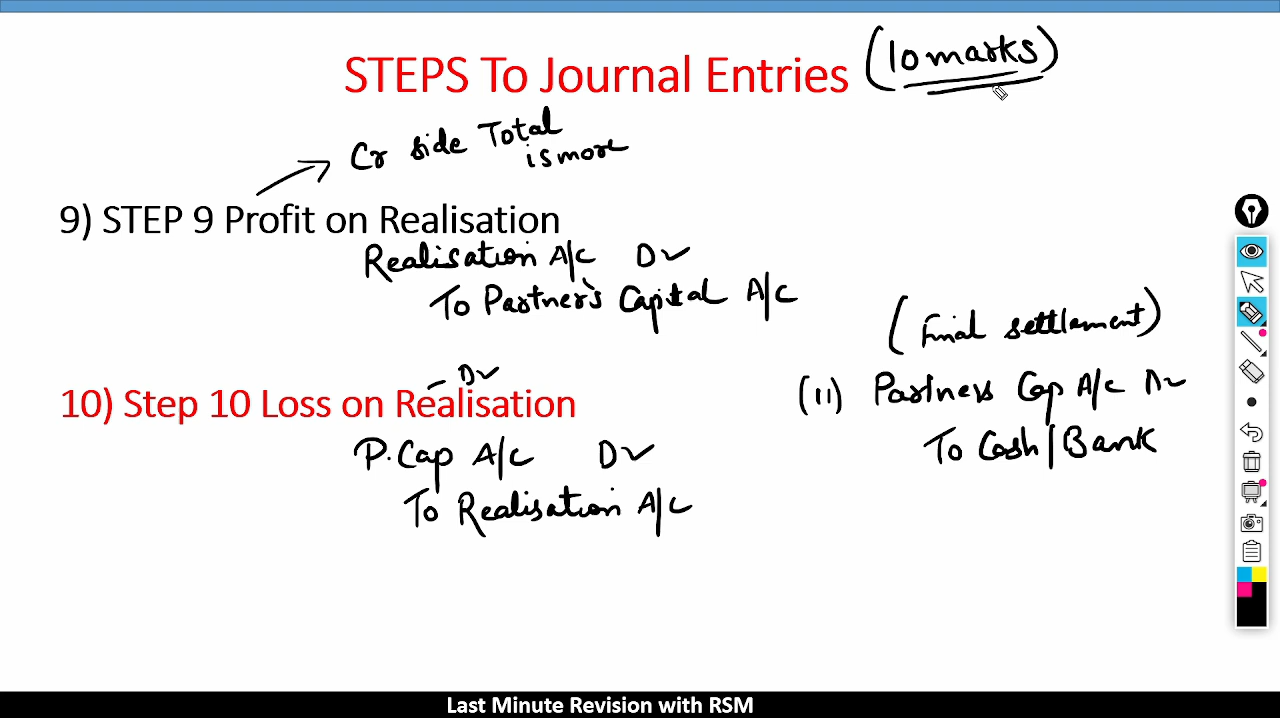 STEPS To Journal Entries (10 marks)
Cr side Total
is more
9) STEP 9 Profit on Realisation
Realisation A/c Dr
To Partner's Capital A/c
(Final settlement)
10) Step 10 Loss on Realisation
Dr
(11) Partners Cap A/c Dr
To Cash/Bank
P.Cap A/c Dr
To Realisation A/c
Last Minute Revision with RSM